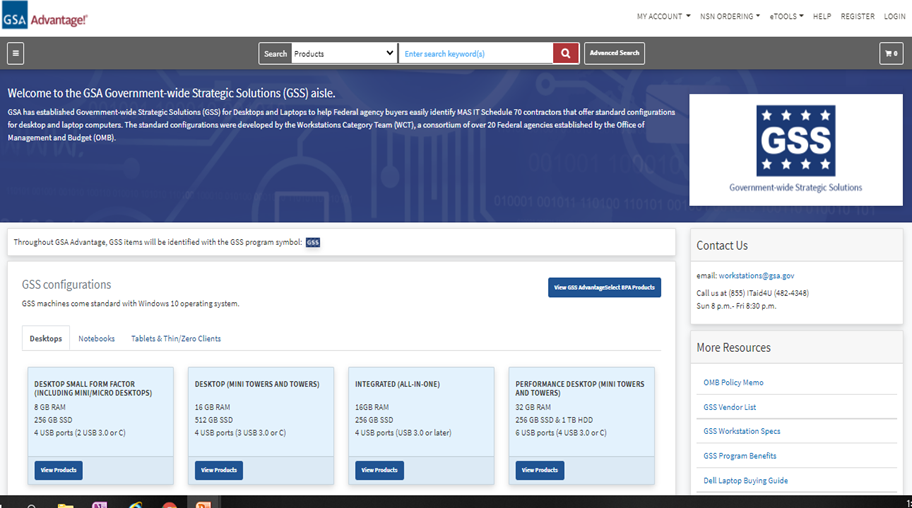 GSA Advantage!
MY ACCOUNT NSN ORDERING eTOOLS HELP REGISTER LOGIN
Search Products Enter search keyword(s) Advanced Search 0
Welcome to the GSA Government-wide Strategic Solutions (GSS) aisle.
GSA has established Government-wide Strategic Solutions (GSS) for Desktops and Laptops to help Federal agency buyers easily identify MAS IT Schedule 70 contractors that offer standard configurations
for desktop and laptop computers. The standard configurations were developed by the Workstations Category Team (WCT), a consortium of over 20 Federal agencies established by the Office of
Management and Budget (OMB).
GSS
Government-wide Strategic Solutions
Throughout GSA Advantage, GSS items will be identified with the GSS program symbol: GSS
GSS configurations
View GSS AdvantageSelect BPA Products
GSS machines come standard with Windows 10 operating system.
Desktops Notebooks Tablets & Thin/Zero Clients
DESKTOP SMALL FORM FACTOR
(INCLUDING MINI/MICRO DESKTOPS)
8 GB RAM
256 GB SSD
4 USB ports (2 USB 3.0 or C)
View Products
DESKTOP (MINI TOWERS AND TOWERS)
16 GB RAM
512 GB SSD
4 USB ports (3 USB 3.0 or C)
View Products
INTEGRATED (ALL-IN-ONE)
16GB RAM
256 GB SSD
4 USB ports (USB 3.0 or later)
View Products
PERFORMANCE DESKTOP (MINI TOWERS
AND TOWERS)
32 GB RAM
256 GB SSD & 1 TB HDD
6 USB ports (4 USB 3.0 or C)
View Products
Contact Us
email: workstations@gsa.gov
Call us at (855) ITaid4U (482-4348)
Sun 8 p.m.- Fri 8:30 p.m.
More Resources
OMB Policy Memo
GSS Vendor List
GSS Workstation Specs
GSS Program Benefits
Dell Laptop Buying Guide